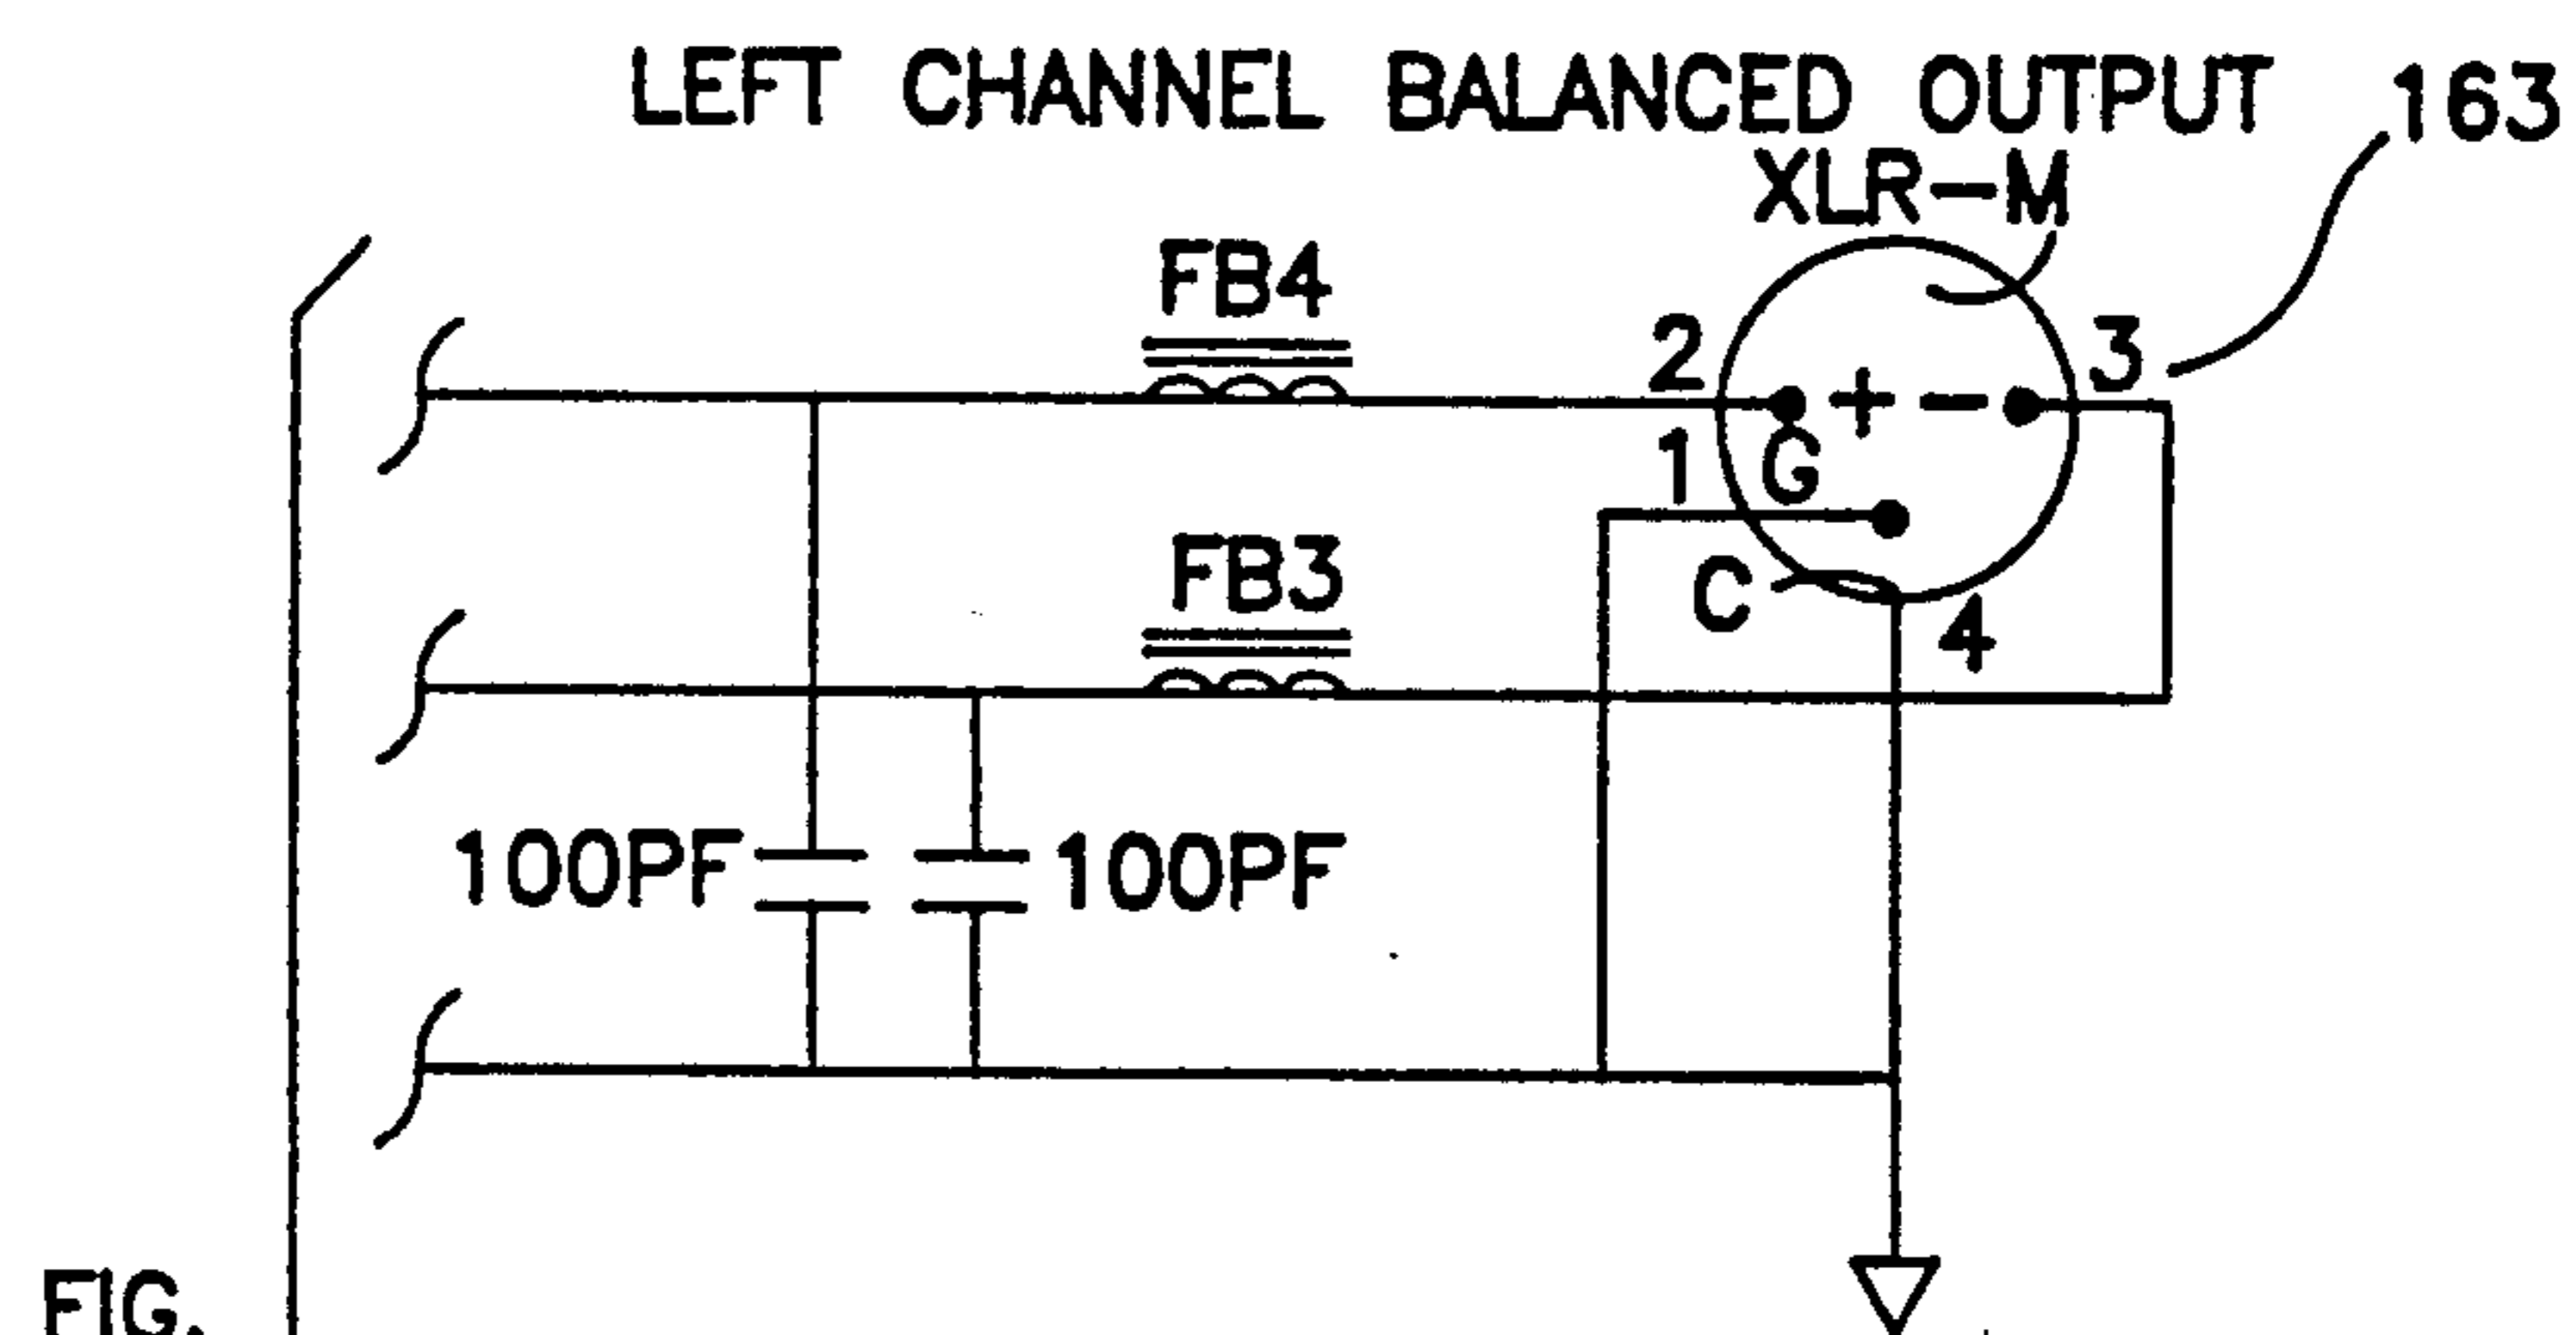 LEFT CHANNEL BALANCED OUTPUT
163
XLR-M
FB4
2
+ -
3
1
G
FB3
C
4
100PF
100PF
FIG.